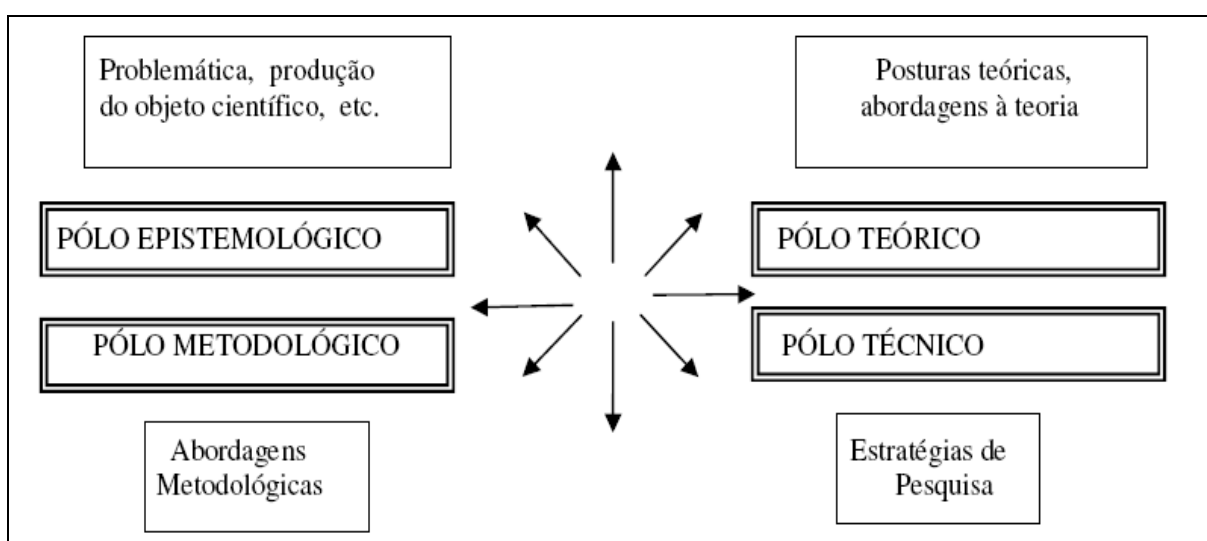 Problemática, produção
do objeto científico, etc.
Posturas teóricas,
abordagens à teoria
PÓLO EPISTEMOLÓGICO
PÓLO TEÓRICO
PÓLO METODOLÓGICO
PÓLO TÉCNICO
Abordagens
Metodológicas
Estratégias de
Pesquisa